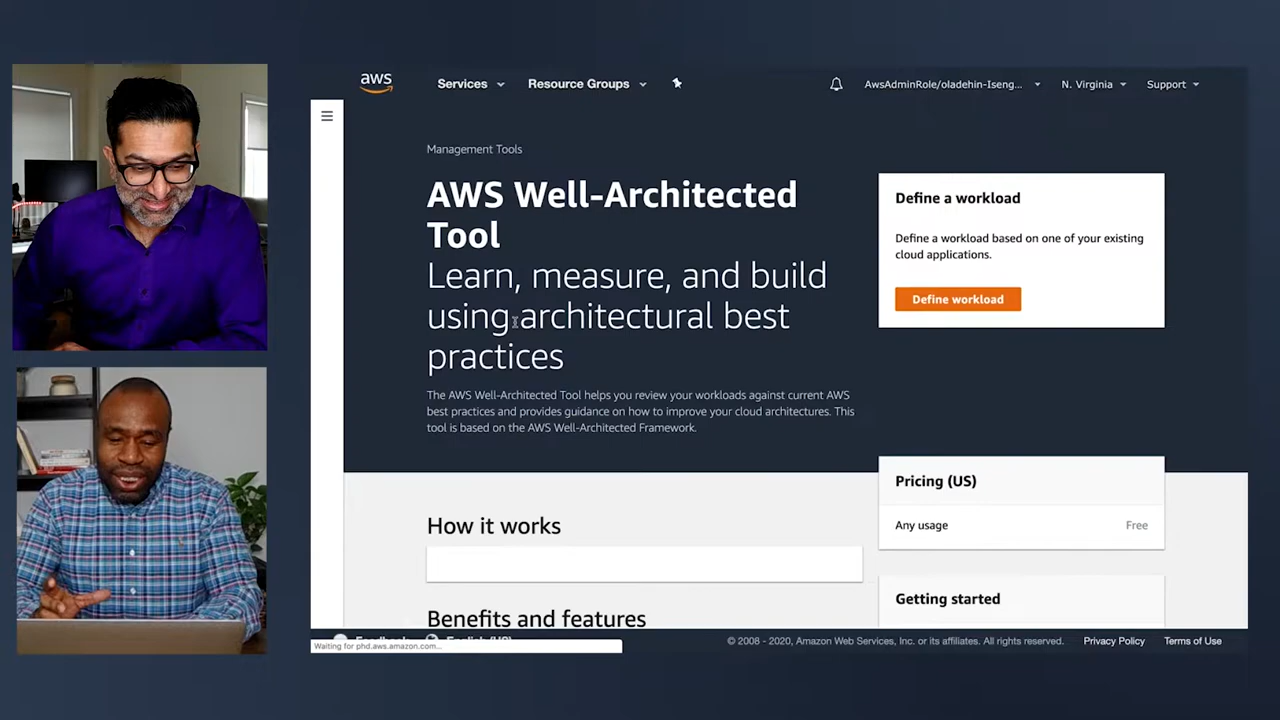 aws
Services
Resource Groups
AwsAdminRole/oladehin-Iseng...
N. Virginia
Support
Management Tools
AWS Well-Architected
Tool
Learn, measure, and build
using architectural best
practices
The AWS Well-Architected Tool helps you review your workloads against current AWS
best practices and provides guidance on how to improve your cloud architectures. This
tool is based on the AWS Well-Architected Framework.
Define a workload
Define a workload based on one of your existing
cloud applications.
Define workload
Pricing (US)
Any usage
Free
How it works
Getting started
Benefits and features
Feedback
English (US)
Waiting for phd.aws.amazon.com...
© 2008 - 2020, Amazon Web Services, Inc. or its affiliates. All rights reserved.
Privacy Policy
Terms of Use